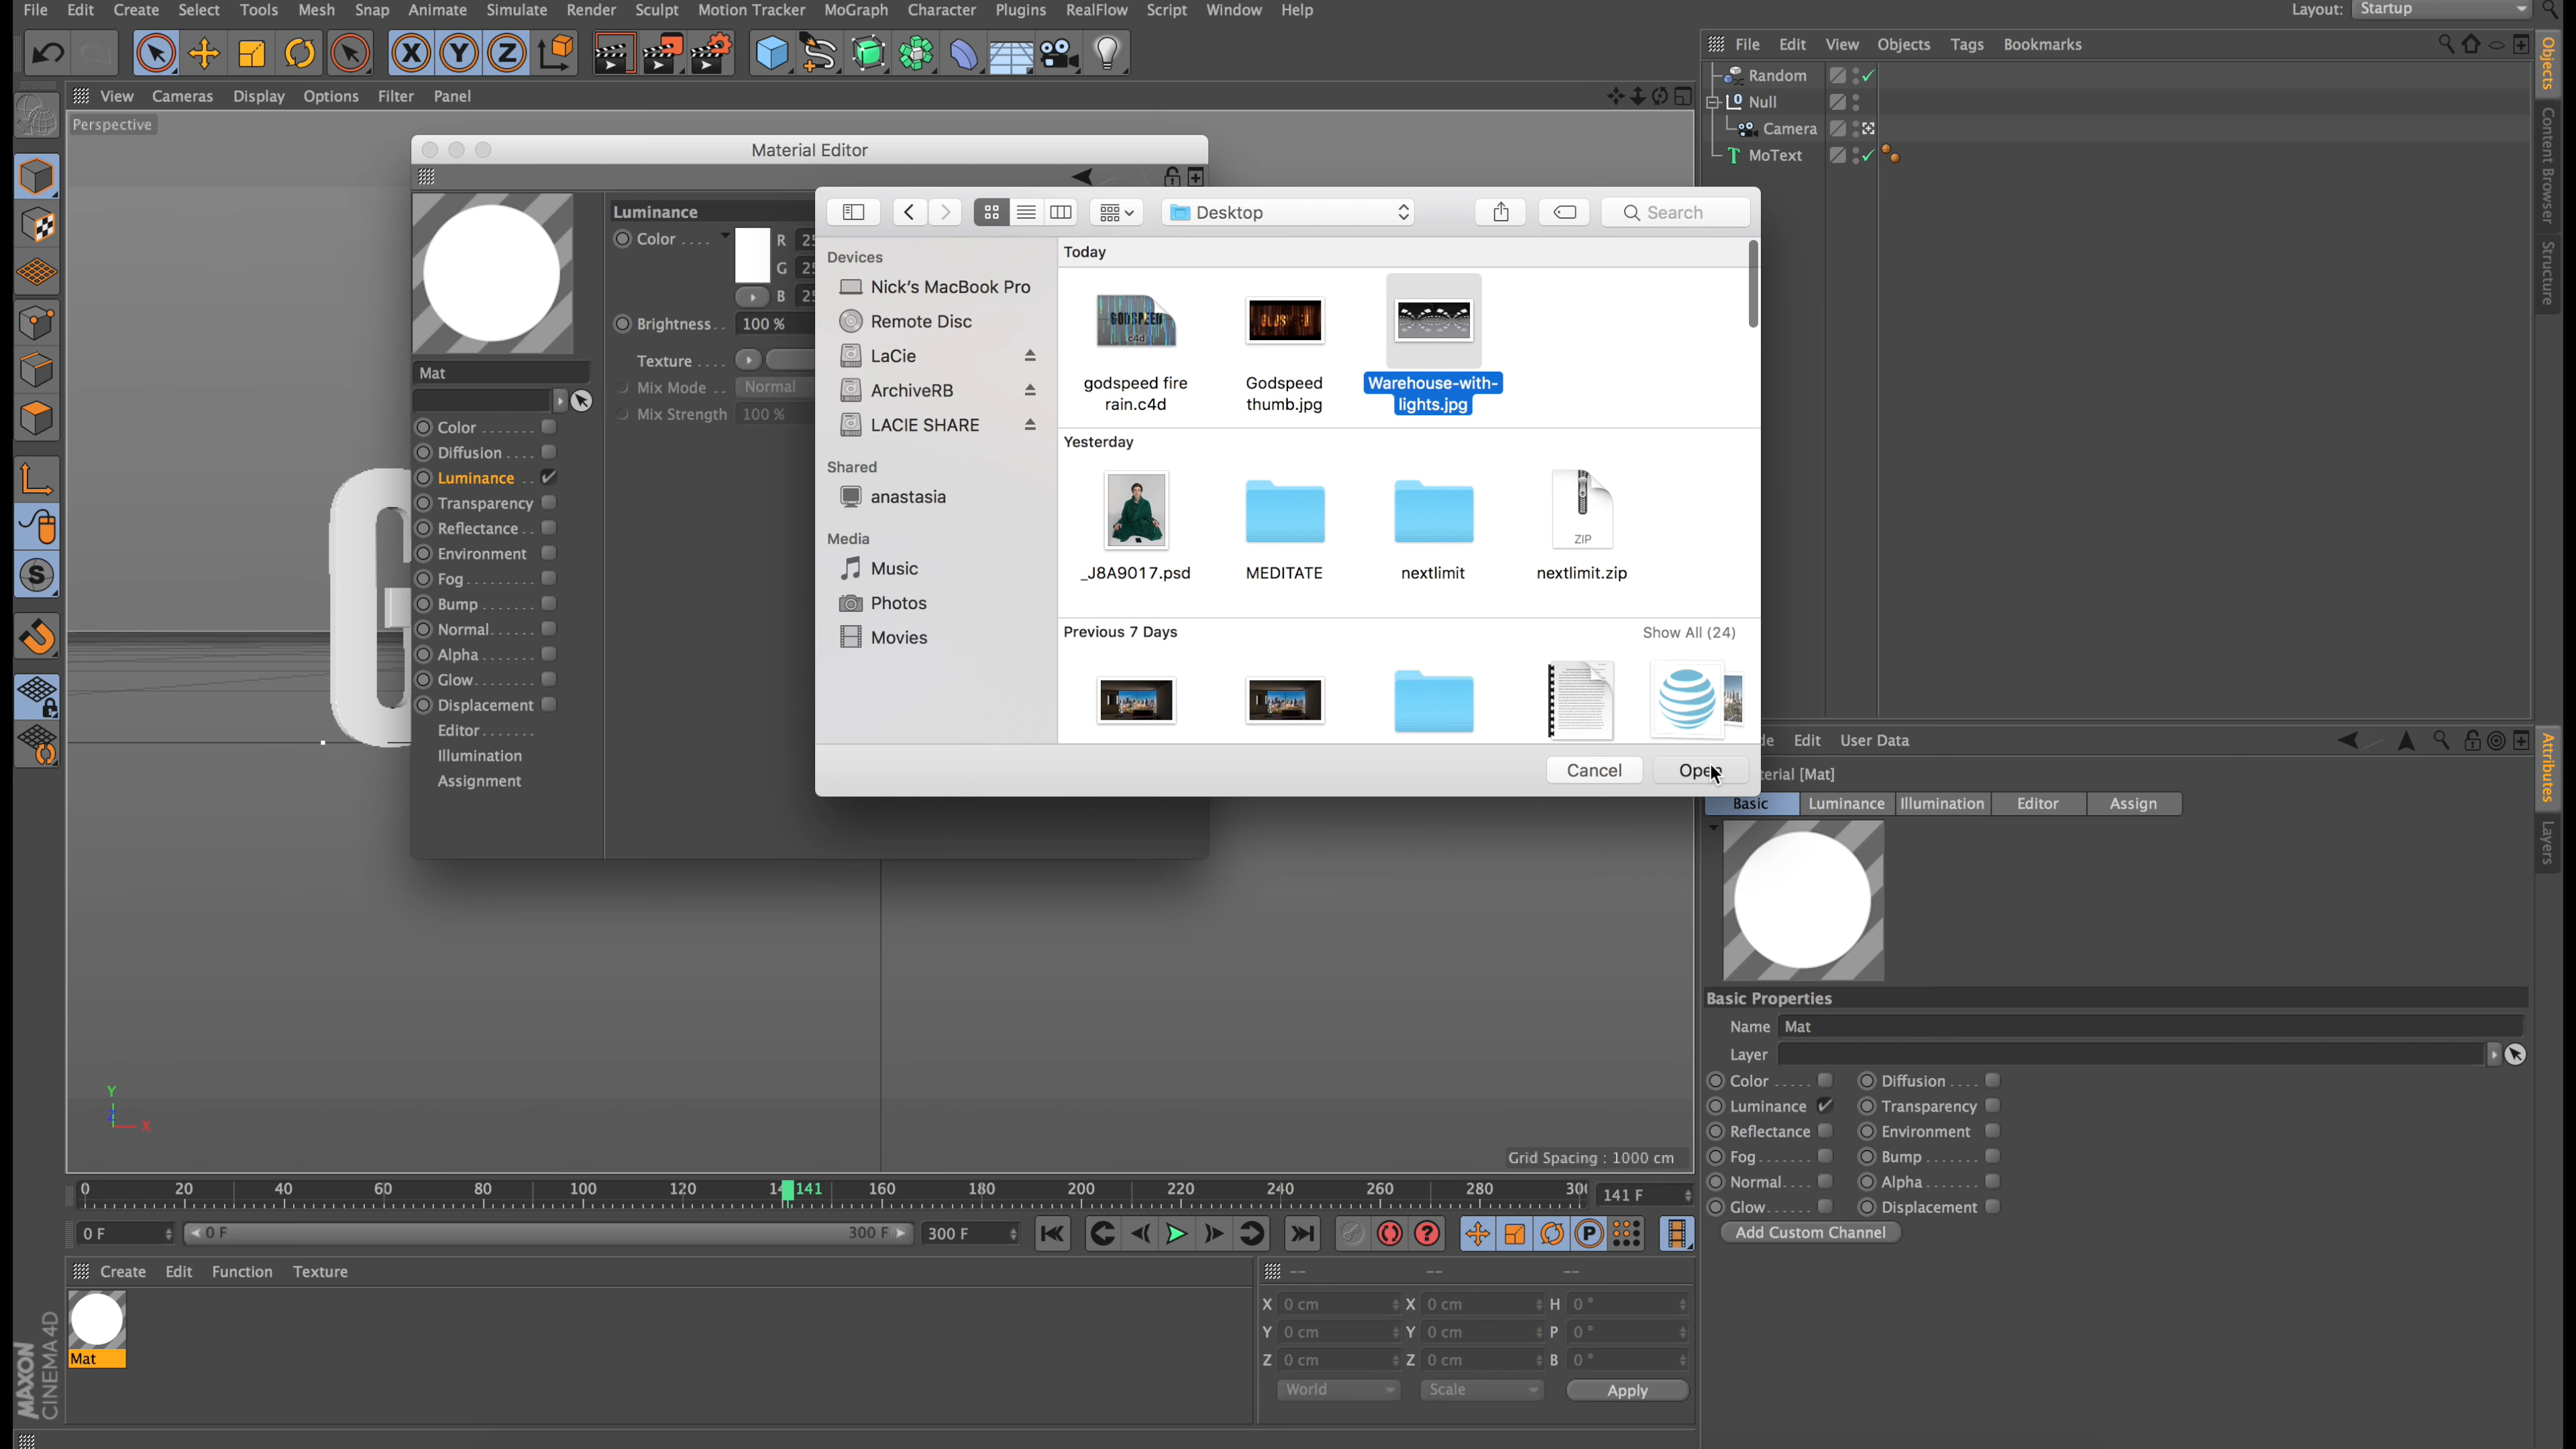 File Edit Create Select Tools Mesh Snap Animate Simulate Render Sculpt Motion Tracker MoGraph Character Plugins RealFlow Script Window Help Layout: Startup
File Edit View Objects Tags Bookmarks
View Cameras Display Options Filter Panel
Perspective
Random
Null
Camera
MoText
Objects
Content Browser
Structure
Material Editor
Luminance
Color
R
G
B
Brightness 100 %
Texture
Mix Mode Normal
Mix Strength 100 %
Mat
Color
Diffusion
Luminance
Transparency
Reflectance
Environment
Fog
Bump
Normal
Alpha
Glow
Displacement
Editor
Illumination
Assignment
Desktop
Search
Devices
Nick's MacBook Pro
Remote Disc
LaCie
ArchiveRB
LACIE SHARE
Shared
anastasia
Media
Music
Photos
Movies
Today
GODSPEED
c4d
godspeed fire rain.c4d
Godspeed thumb.jpg
Warehouse-with-lights.jpg
Yesterday
ZIP
_J8A9017.psd MEDITATE nextlimit nextlimit.zip
Previous 7 Days Show All (24)
Cancel Open
Edit User Data
[Mat]
Basic Luminance Illumination Editor Assign
Attributes
Layers
Basic Properties
Name Mat
Layer
Color Diffusion
Luminance Transparency
Reflectance Environment
Fog Bump
Normal Alpha
Glow Displacement
Add Custom Channel
Y
Z
X
Grid Spacing : 1000 cm
0 20 40 60 80 100 120 141 160 180 200 220 240 260 280 141 F
0 F 0 F 300 F 300 F
Create Edit Function Texture
Mat
-- -- --
X 0 cm X 0 cm H 0 °
Y 0 cm Y 0 cm P 0 °
Z 0 cm Z 0 cm B 0 °
World Scale Apply
MAXON
CINEMA 4D